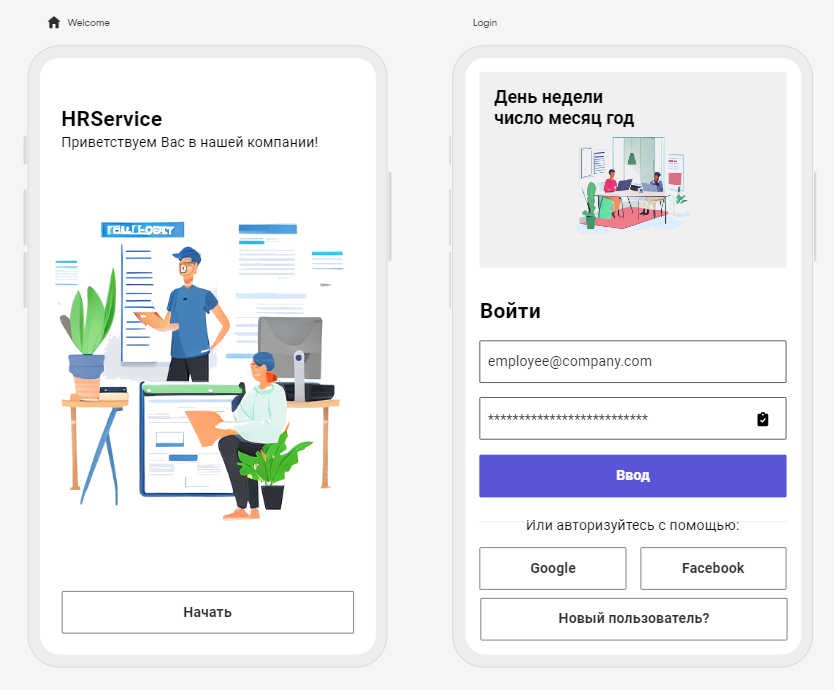 Welcome
HRService
Приветствуем Вас в нашей компании!
Начать
Login
День недели
число месяц год
Войти
employee@company.com
**************************
Ввод
Или авторизуйтесь с помощью:
Google
Facebook
Новый пользователь?